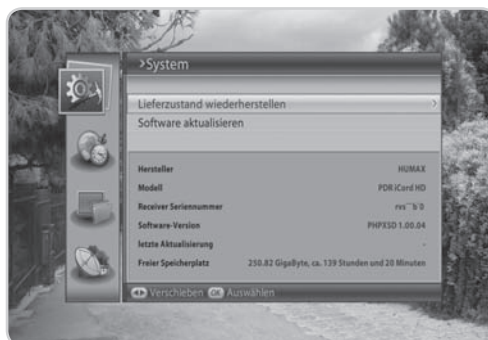 >System
Lieferzustand wiederherstellen >
Software aktualisieren
Hersteller HUMAX
Modell PDR iCord HD
Receiver Seriennummer
Software-Version PHPXSD 1.00.04
letzte Aktualisierung -
Freier Speicherplatz 250.82 GigaByte, ca. 139 Stunden und 20 Minuten
Verschieben OK Auswählen